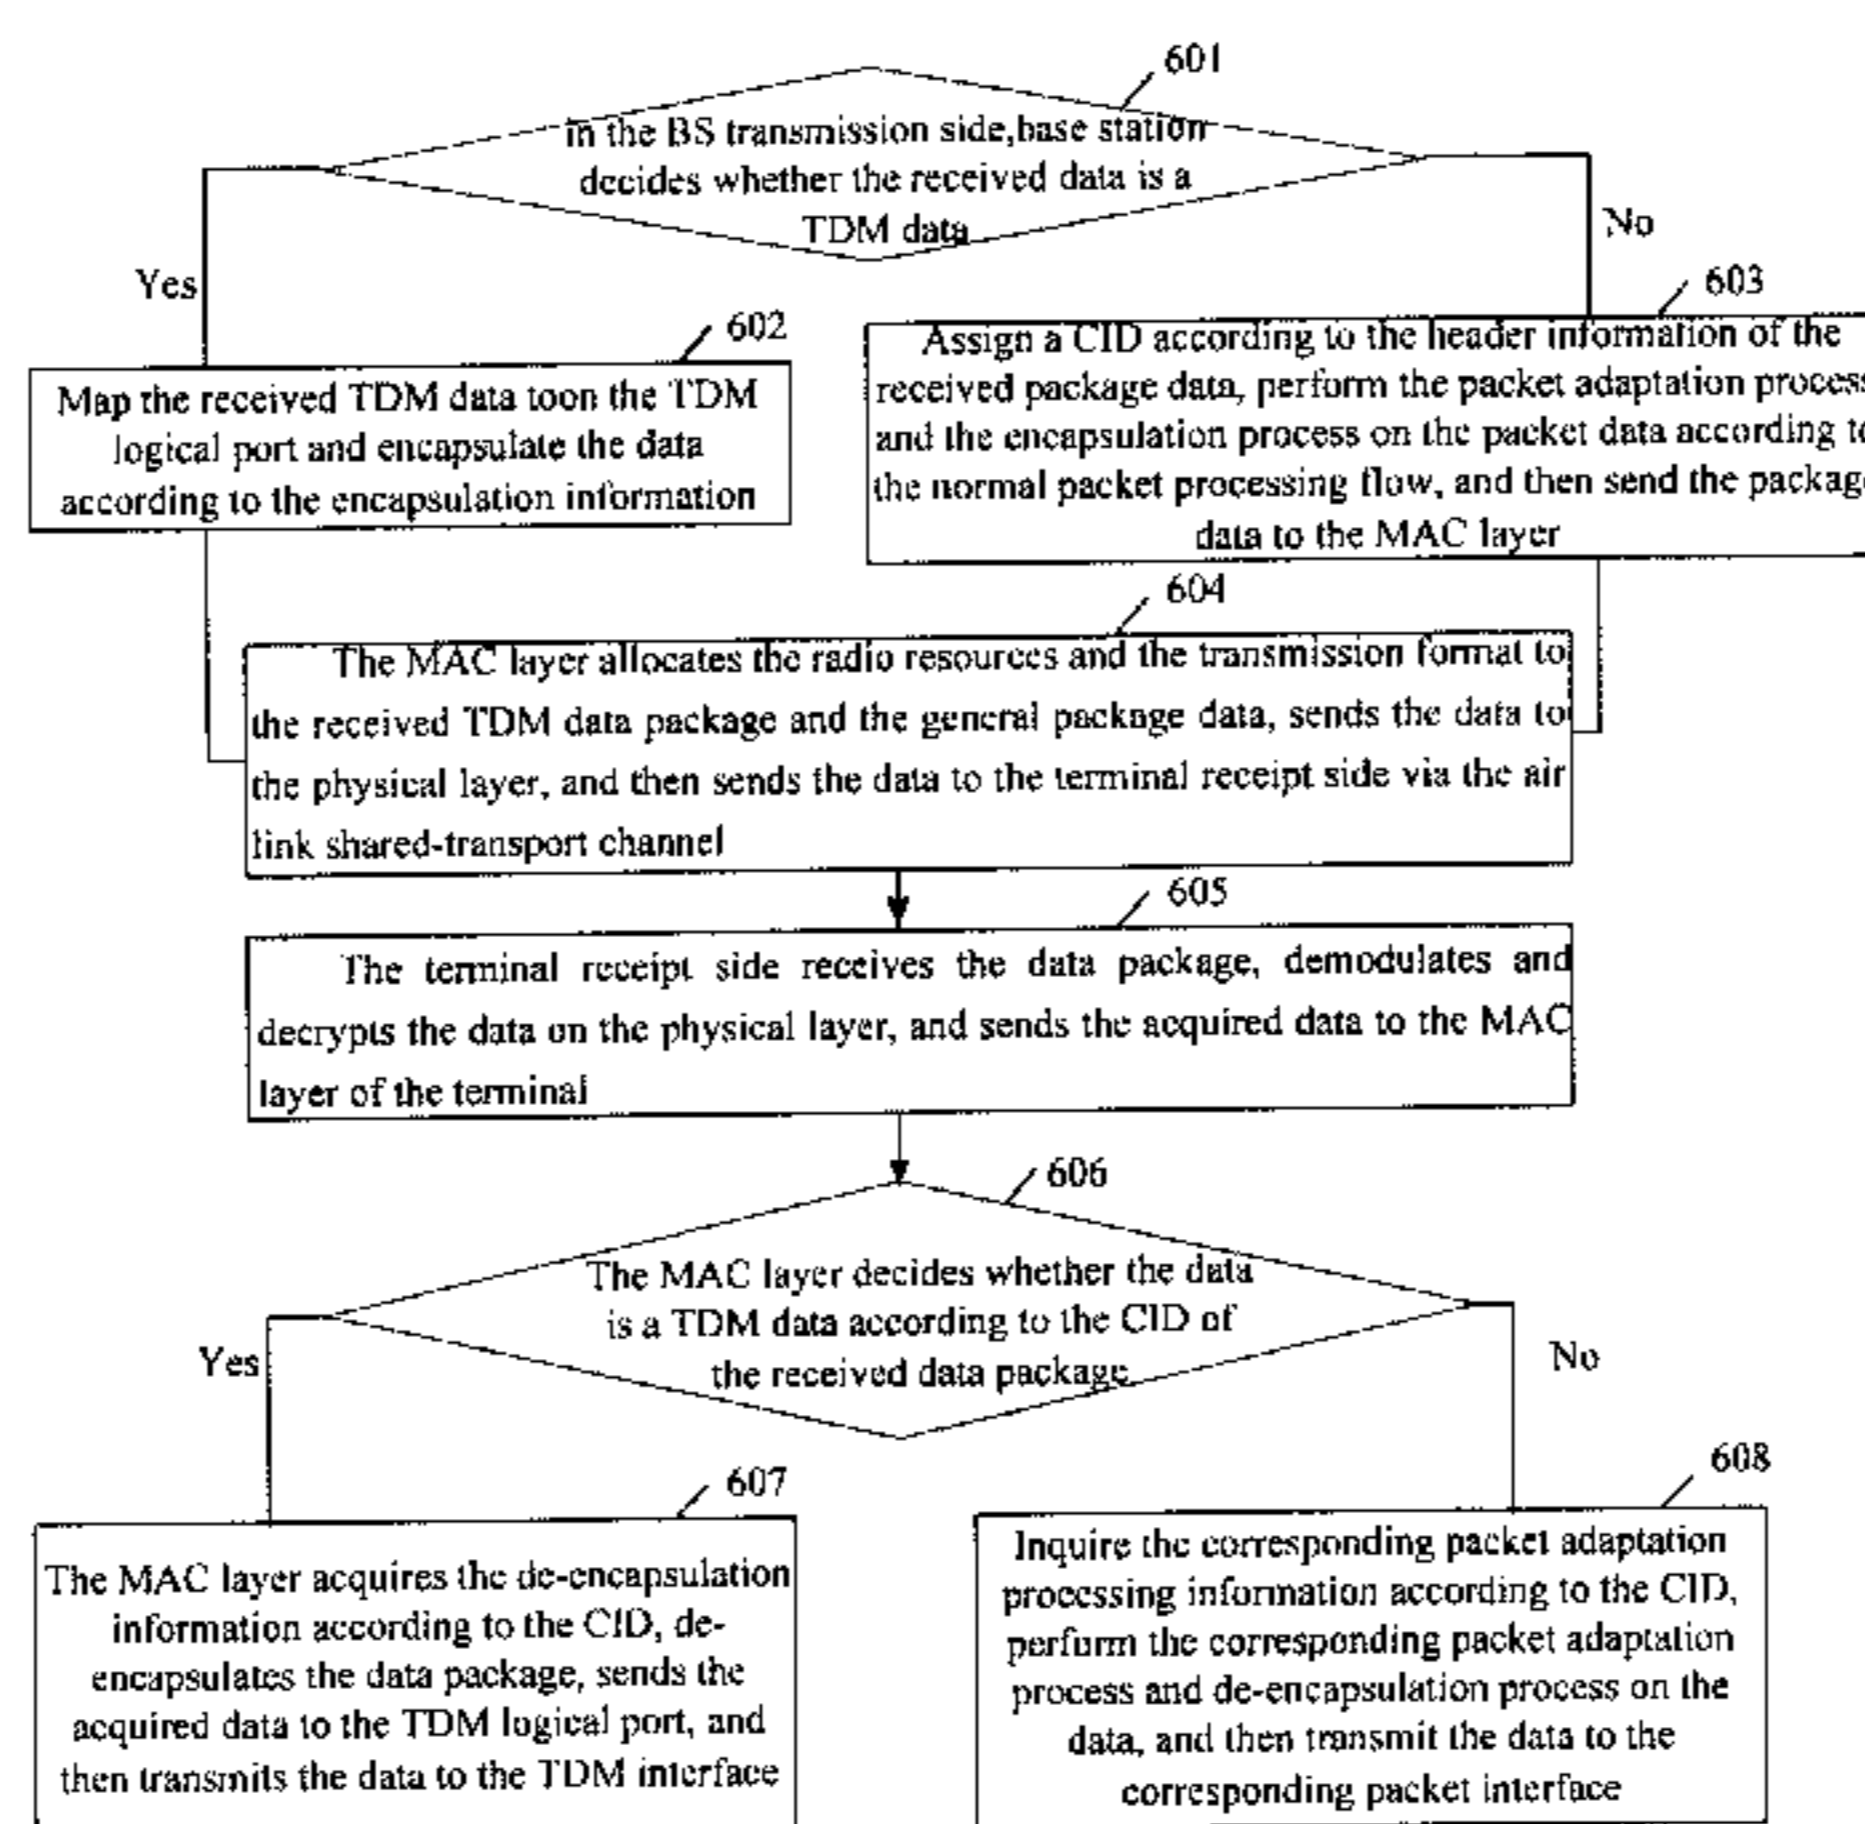 601
in the BS transmission side,base station
decides whether the received data is a
TDM data
Yes
No
602
603
Map the received TDM data toon the TDM
logical port and encapsulate the data
according to the encapsulation information
Assign a CID according to the header information of the
received package data, perform the packet adaptation process
and the encapsulation process on the packet data according to
the normal packet processing flow, and then send the package
data to the MAC layer
604
The MAC layer allocates the radio resources and the transmission format to
the received TDM data package and the general package data, sends the data to
the physical layer, and then sends the data to the terminal receipt side via the air
link shared-transport channel
605
The terminal receipt side receives the data package, demodulates and
decrypts the data on the physical layer, and sends the acquired data to the MAC
layer of the terminal
606
The MAC layer decides whether the data
is a TDM data according to the CID of
the received data package
Yes
No
607
608
The MAC layer acquires the de-encapsulation
information according to the CID, de-
encapsulates the data package, sends the
acquired data to the TDM logical port, and
then transmits the data to the TDM interface
Inquire the corresponding packet adaptation
processing information according to the CID,
perform the corresponding packet adaptation
process and de-encapsulation process on the
data, and then transmit the data to the
corresponding packet interface